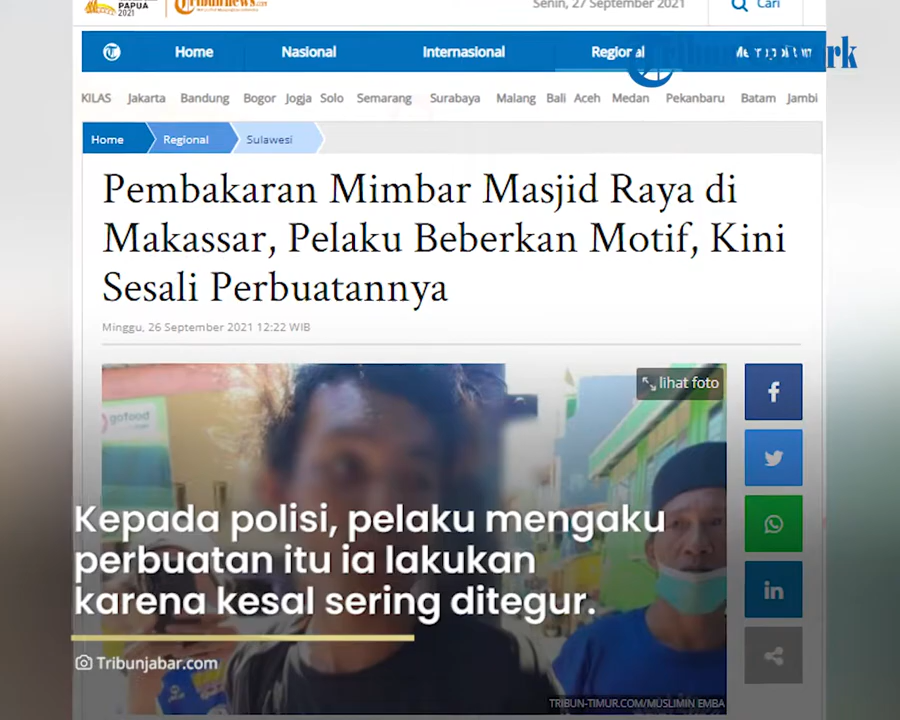 PAPUA
2021
Tribunnews.com
Senin, 27 September 2021
Cari
Home Nasional Internasional Regional Metropolitan
KILAS Jakarta Bandung Bogor Jogja Solo Semarang Surabaya Malang Bali Aceh Medan Pekanbaru Batam Jambi
Home Regional Sulawesi
Pembakaran Mimbar Masjid Raya di
Makassar, Pelaku Beberkan Motif, Kini
Sesali Perbuatannya
Minggu, 26 September 2021 12:22 WIB
lihat foto
gofood
Kepada polisi, pelaku mengaku
perbuatan itu ia lakukan
karena kesal sering ditegur.
Tribunjabar.com
TRIBUN-TIMUR.COM/MUSLIMIN EMBA